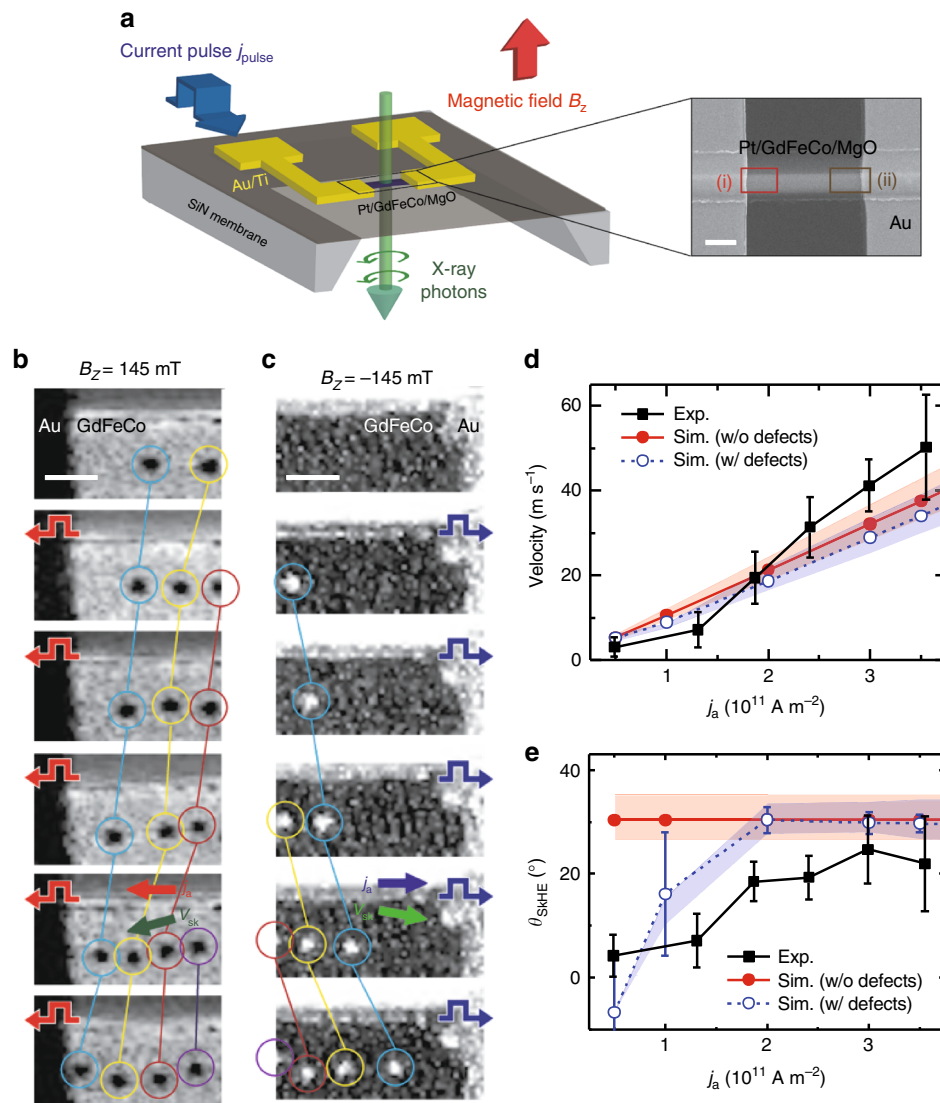 a
Current pulse j_pulse
Magnetic field B_z
Au/Ti
Pt/GdFeCo/MgO
SiN membrane
X-ray
photons
Pt/GdFeCo/MgO
(i)
(ii)
Au
b
B_Z = 145 mT
Au GdFeCo
j_a
V_sk
c
B_Z = –145 mT
GdFeCo Au
j_a
V_sk
d
60
40
20
0
Velocity (m s⁻¹)
Exp.
Sim. (w/o defects)
Sim. (w/ defects)
1 2 3
j_a (10¹¹ A m⁻²)
e
40
30
0
θ_SkHE (°)
Exp.
Sim. (w/o defects)
Sim. (w/ defects)
1 2 3
j_a (10¹¹ A m⁻²)